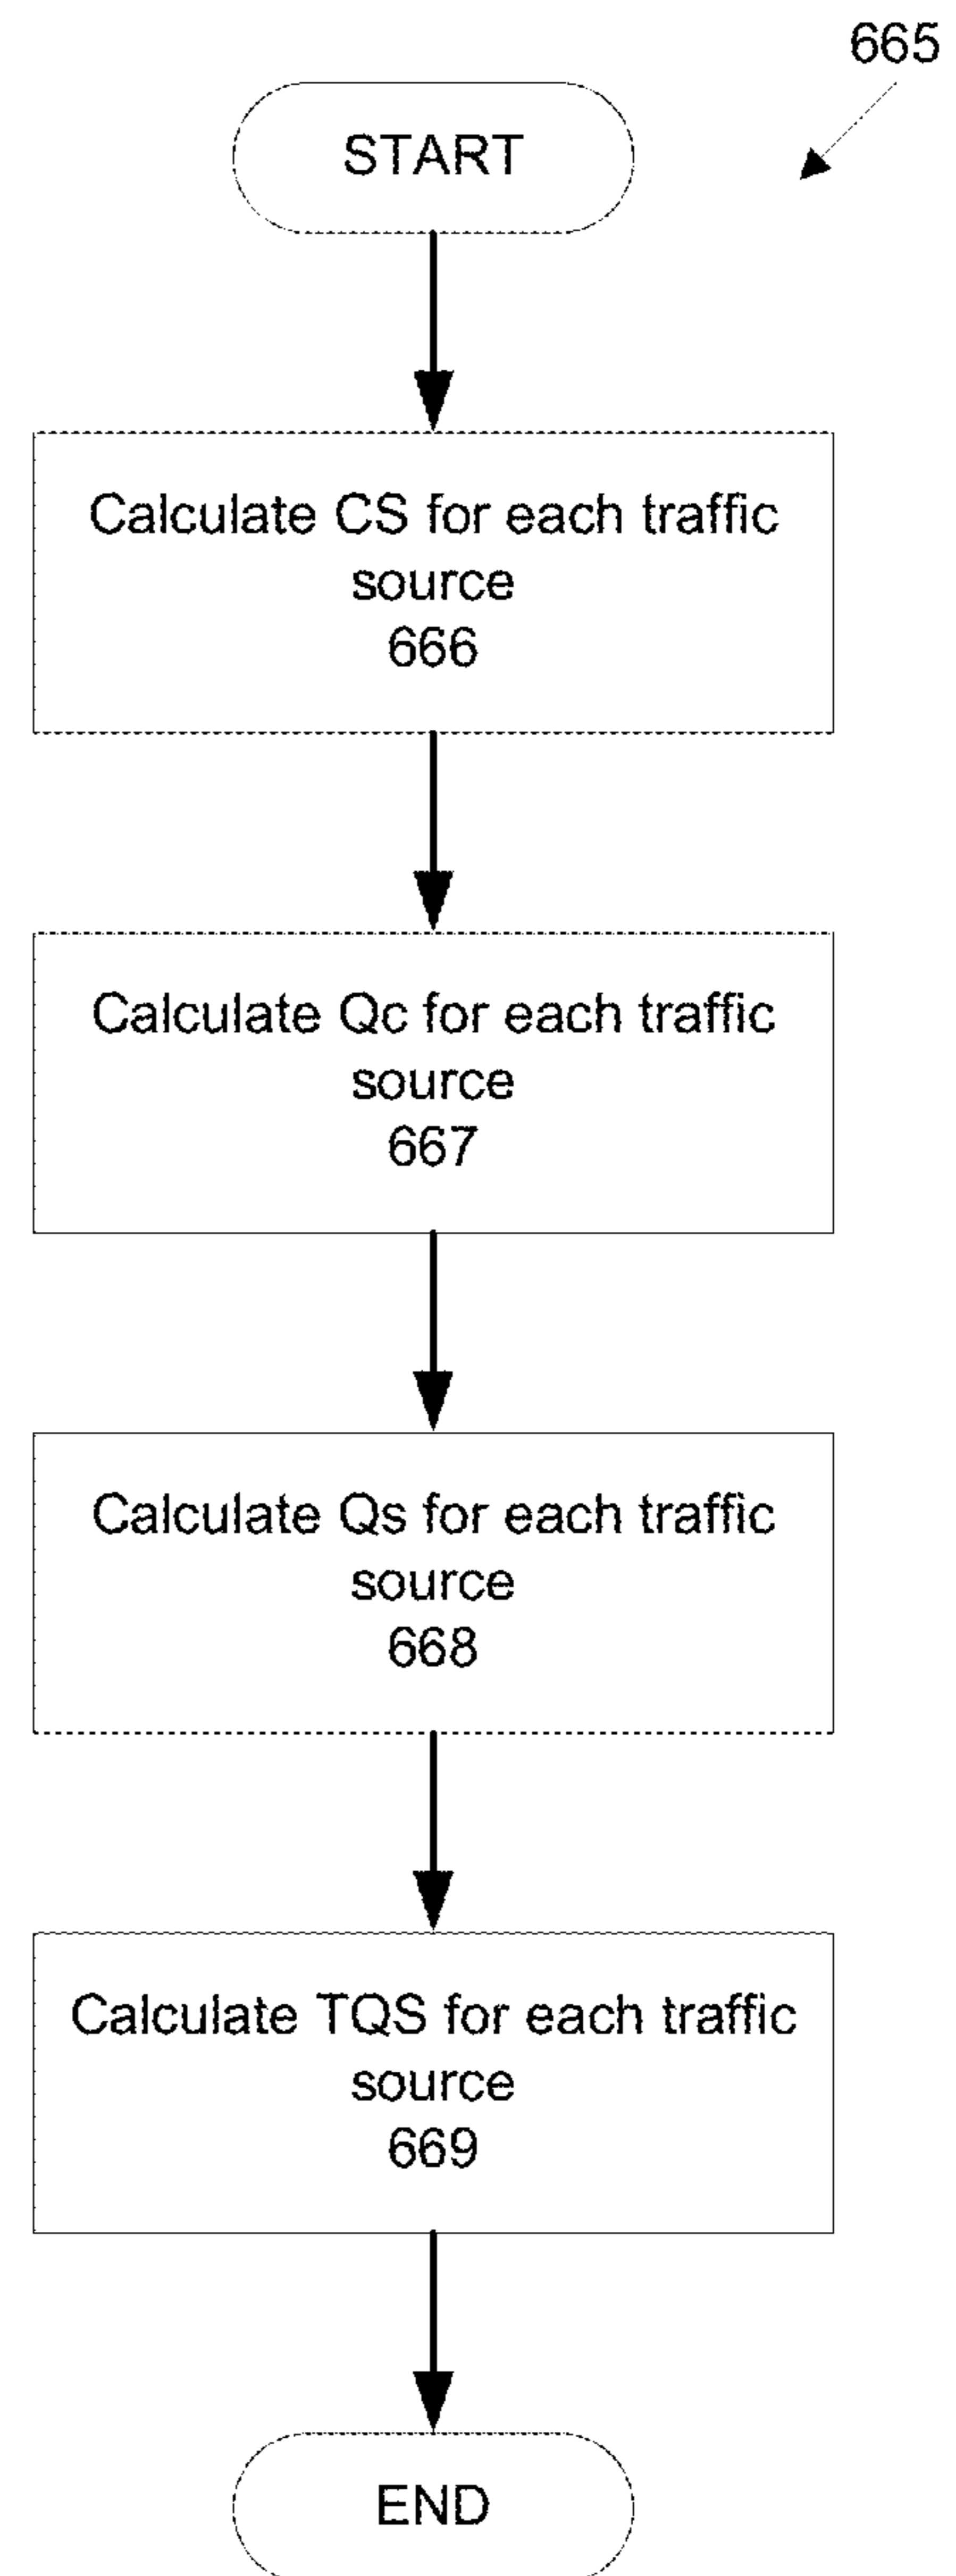 665
START
Calculate CS for each traffic
source
666
Calculate Qc for each traffic
source
667
Calculate Qs for each traffic
source
668
Calculate TQS for each traffic
source
669
END